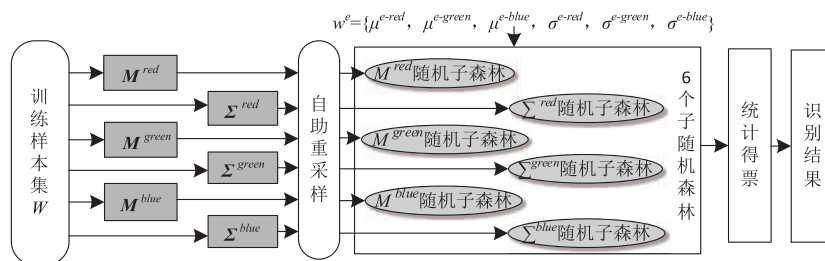 w^e={μ^e-red, μ^e-green, μ^e-blue, σ^e-red, σ^e-green, σ^e-blue}
训练样本集W
M^red
Σ^red
M^green
Σ^green
M^blue
Σ^blue
自助重采样
M^red随机子森林
Σ^red随机子森林
M^green随机子森林
Σ^green随机子森林
M^blue随机子森林
Σ^blue随机子森林
6个子随机森林
统计得票
识别结果